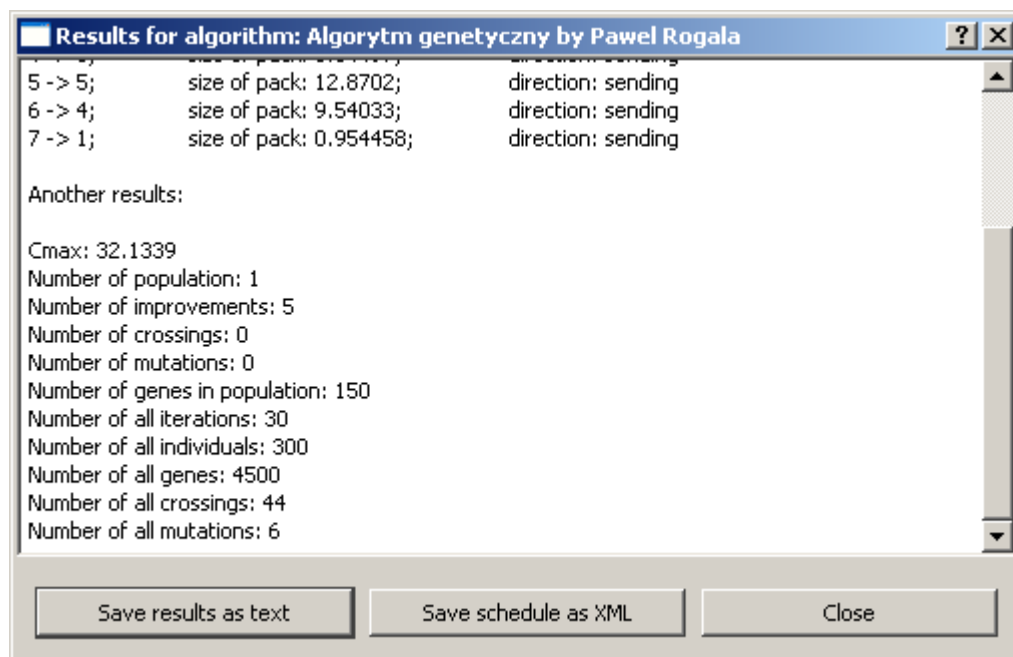 Results for algorithm: Algorytm genetyczny by Pawel Rogala
5 -> 5; size of pack: 12.8702; direction: sending
6 -> 4; size of pack: 9.54033; direction: sending
7 -> 1; size of pack: 0.954458; direction: sending
Another results:
Cmax: 32.1339
Number of population: 1
Number of improvements: 5
Number of crossings: 0
Number of mutations: 0
Number of genes in population: 150
Number of all iterations: 30
Number of all individuals: 300
Number of all genes: 4500
Number of all crossings: 44
Number of all mutations: 6
Save results as text
Save schedule as XML
Close